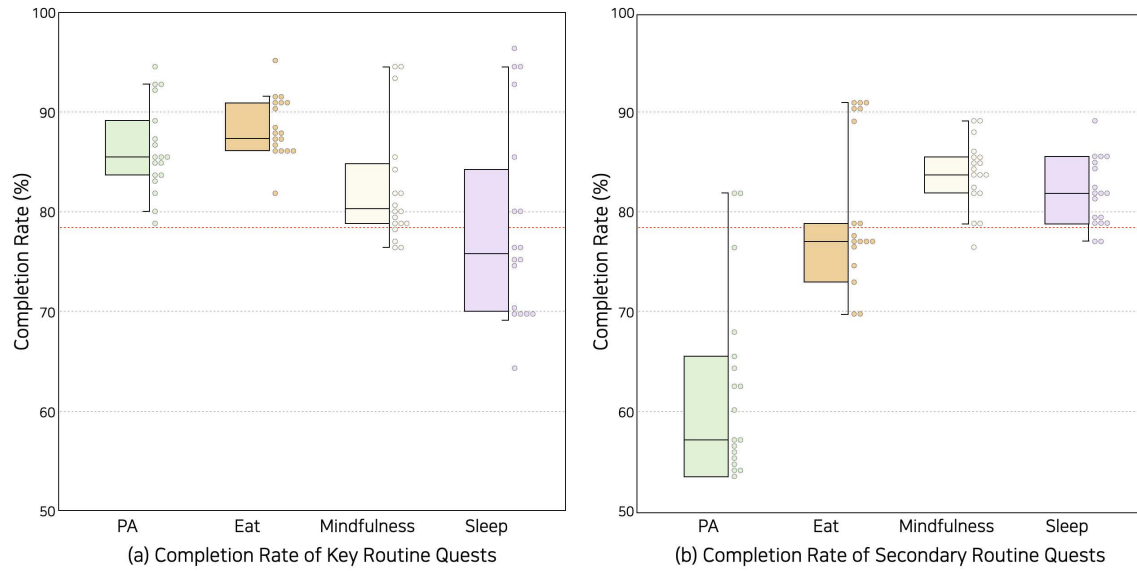 100
90
80
70
60
50
Completion Rate (%)
PA Eat Mindfulness Sleep
(a) Completion Rate of Key Routine Quests
100
90
80
70
60
50
Completion Rate (%)
PA Eat Mindfulness Sleep
(b) Completion Rate of Secondary Routine Quests